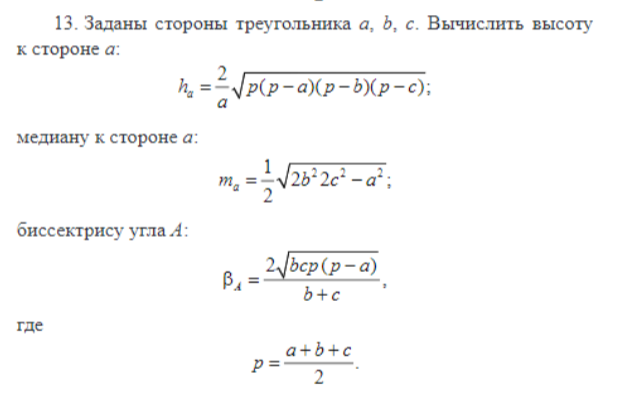 13. Заданы стороны треугольника a, b, c. Вычислить высоту
к стороне a:
h_a = \frac{2}{a}\sqrt{p(p-a)(p-b)(p-c)};
медиану к стороне a:
m_a = \frac{1}{2}\sqrt{2b^2 2c^2 - a^2};
биссектрису угла A:
β_A = \frac{2\sqrt{bcp(p-a)}}{b+c},
где
p = \frac{a+b+c}{2}.